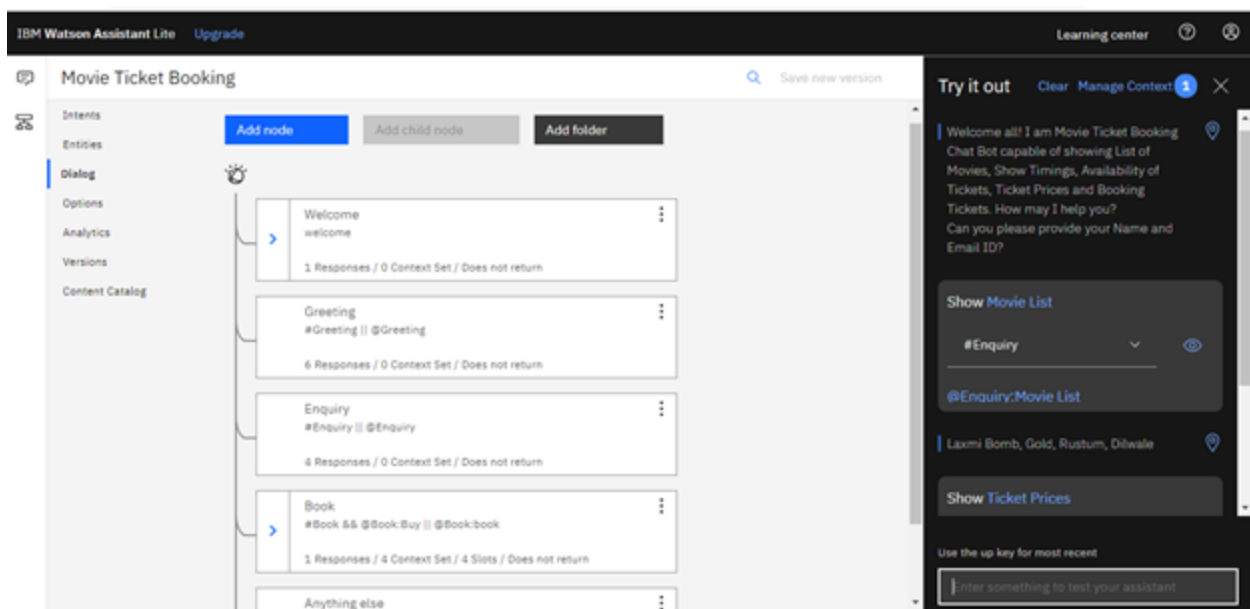 IBM Watson Assistant Lite Upgrade
Learning center
Movie Ticket Booking
Save new version
Intents
Entities
Dialog
Options
Analytics
Versions
Content Catalog
Add node
Add child node
Add folder
Welcome
welcome
1 Responses / 0 Context Set / Does not return
Greeting
#Greeting || @Greeting
6 Responses / 0 Context Set / Does not return
Enquiry
#Enquiry || @Enquiry
4 Responses / 0 Context Set / Does not return
Book
#Book && @Book:Buy || @Book:book
1 Responses / 4 Context Set / 4 Slots / Does not return
Anything else
Try it out Clear Manage Context 1
Welcome all! I am Movie Ticket Booking
Chat Bot capable of showing List of
Movies, Show Timings, Availability of
Tickets, Ticket Prices and Booking
Tickets. How may I help you?
Can you please provide your Name and
Email ID?
Show Movie List
#Enquiry
@Enquiry:Movie List
Laxmi Bomb, Gold, Rustum, Dilwale
Show Ticket Prices
Use the up key for most recent
Enter something to test your assistant